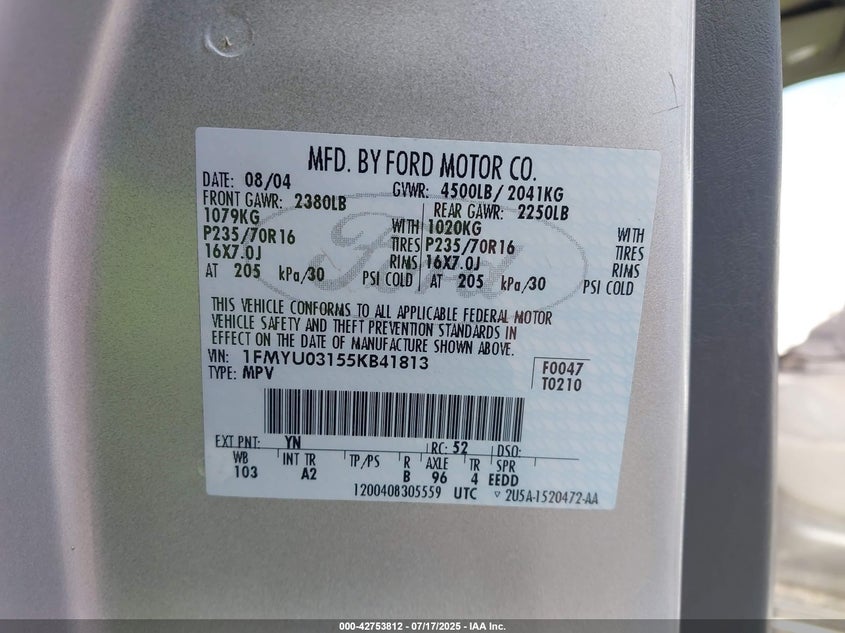 MFD. BY FORD MOTOR CO.
DATE: 08/04 GVWR: 4500LB/ 2041KG
FRONT GAWR: 2380LB REAR GAWR: 2250LB
1079KG WITH 1020KG WITH
P235/70R16 TIRES P235/70R16 TIRES
16X7.0J RIMS 16X7.0J RIMS
AT 205 kPa/30 PSI COLD AT 205 kPa/30 PSI COLD
Ford
THIS VEHICLE CONFORMS TO ALL APPLICABLE FEDERAL MOTOR
VEHICLE SAFETY AND THEFT PREVENTION STANDARDS IN
EFFECT ON THE DATE OF MANUFACTURE SHOWN ABOVE.
VIN: 1FMYU03155KB41813
TYPE: MPV
F0047
T0210
EXT PNT: YN RC: 52 DSO:
WB INT TR TP/PS R AXLE TR SPR
103 A2 B 96 4 EEDD
1200408305559 UTC ▽ 2U5A-1520472-AA
000-42753812 / 07/17/2025 - IAA Inc.